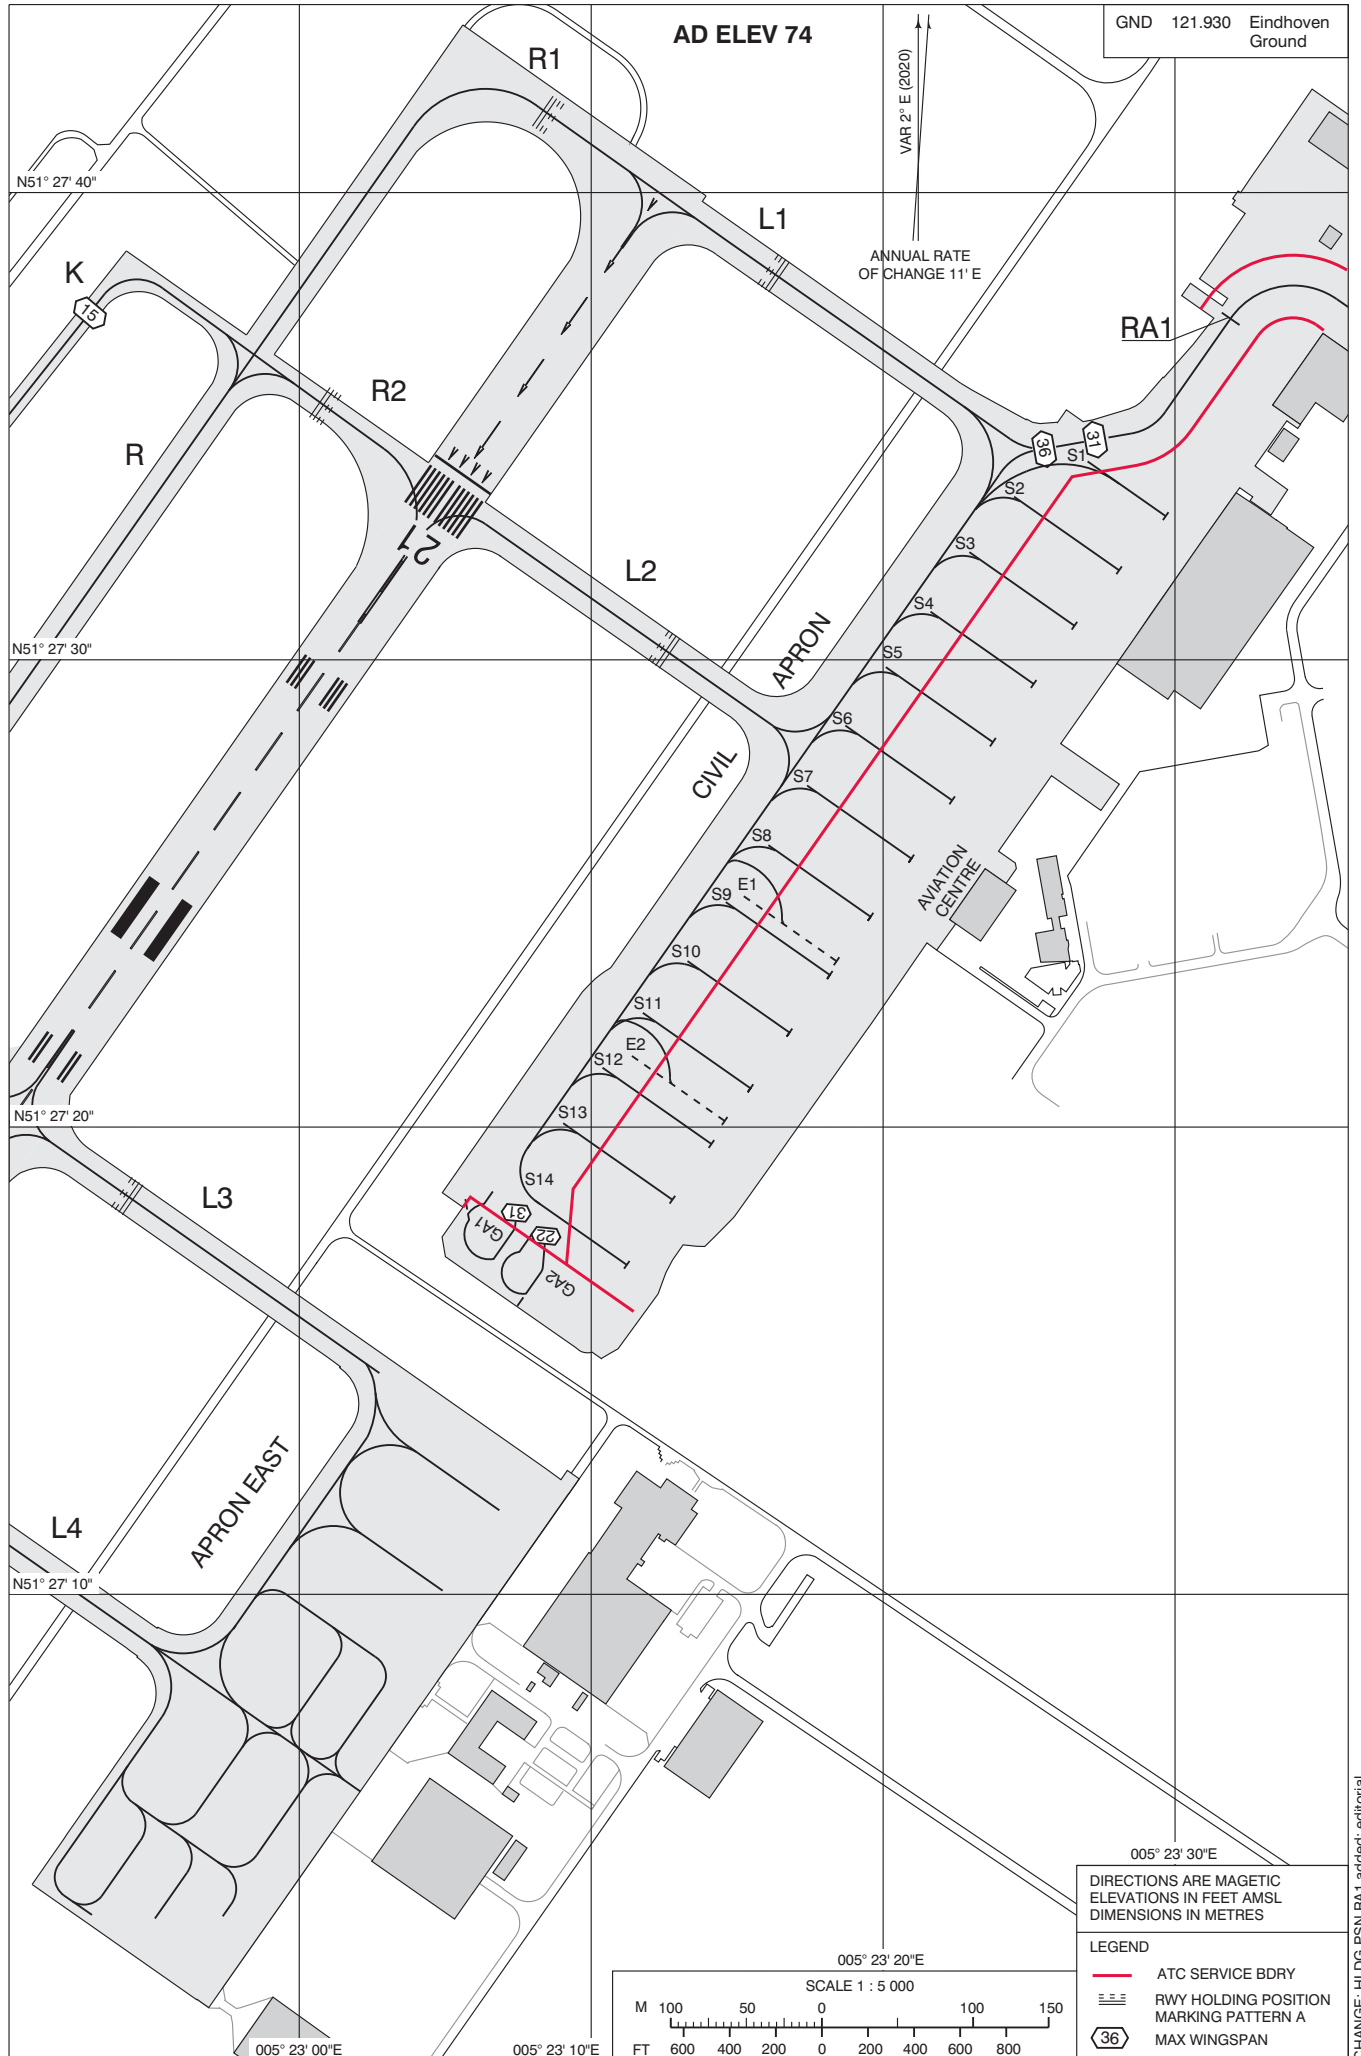 AD ELEV 74
GND 121.930 Eindhoven
Ground
R1
VAR 2° E (2020)
N51° 27' 40"
L1
ANNUAL RATE
OF CHANGE 11' E
K
15
RA1
R2
R
36
31
S1
S2
21
S3
L2
S4
APRON
N51° 27' 30"
S5
S6
CIVIL
S7
S8
AVIATION
CENTRE
E1
S9
S10
S11
E2
S12
N51° 27' 20"
S13
S14
L3
31
GA1
22
GA2
APRON EAST
L4
N51° 27' 10"
005° 23' 30"E
DIRECTIONS ARE MAGETIC
ELEVATIONS IN FEET AMSL
DIMENSIONS IN METRES
LEGEND
ATC SERVICE BDRY
RWY HOLDING POSITION
MARKING PATTERN A
36 MAX WINGSPAN
005° 23' 20"E
SCALE 1 : 5 000
M 100 50 0 100 150
FT 600 400 200 0 200 400 600 800
005° 23' 00"E
005° 23' 10"E
CHANGE: HLDG PSN RA1 added; editorial